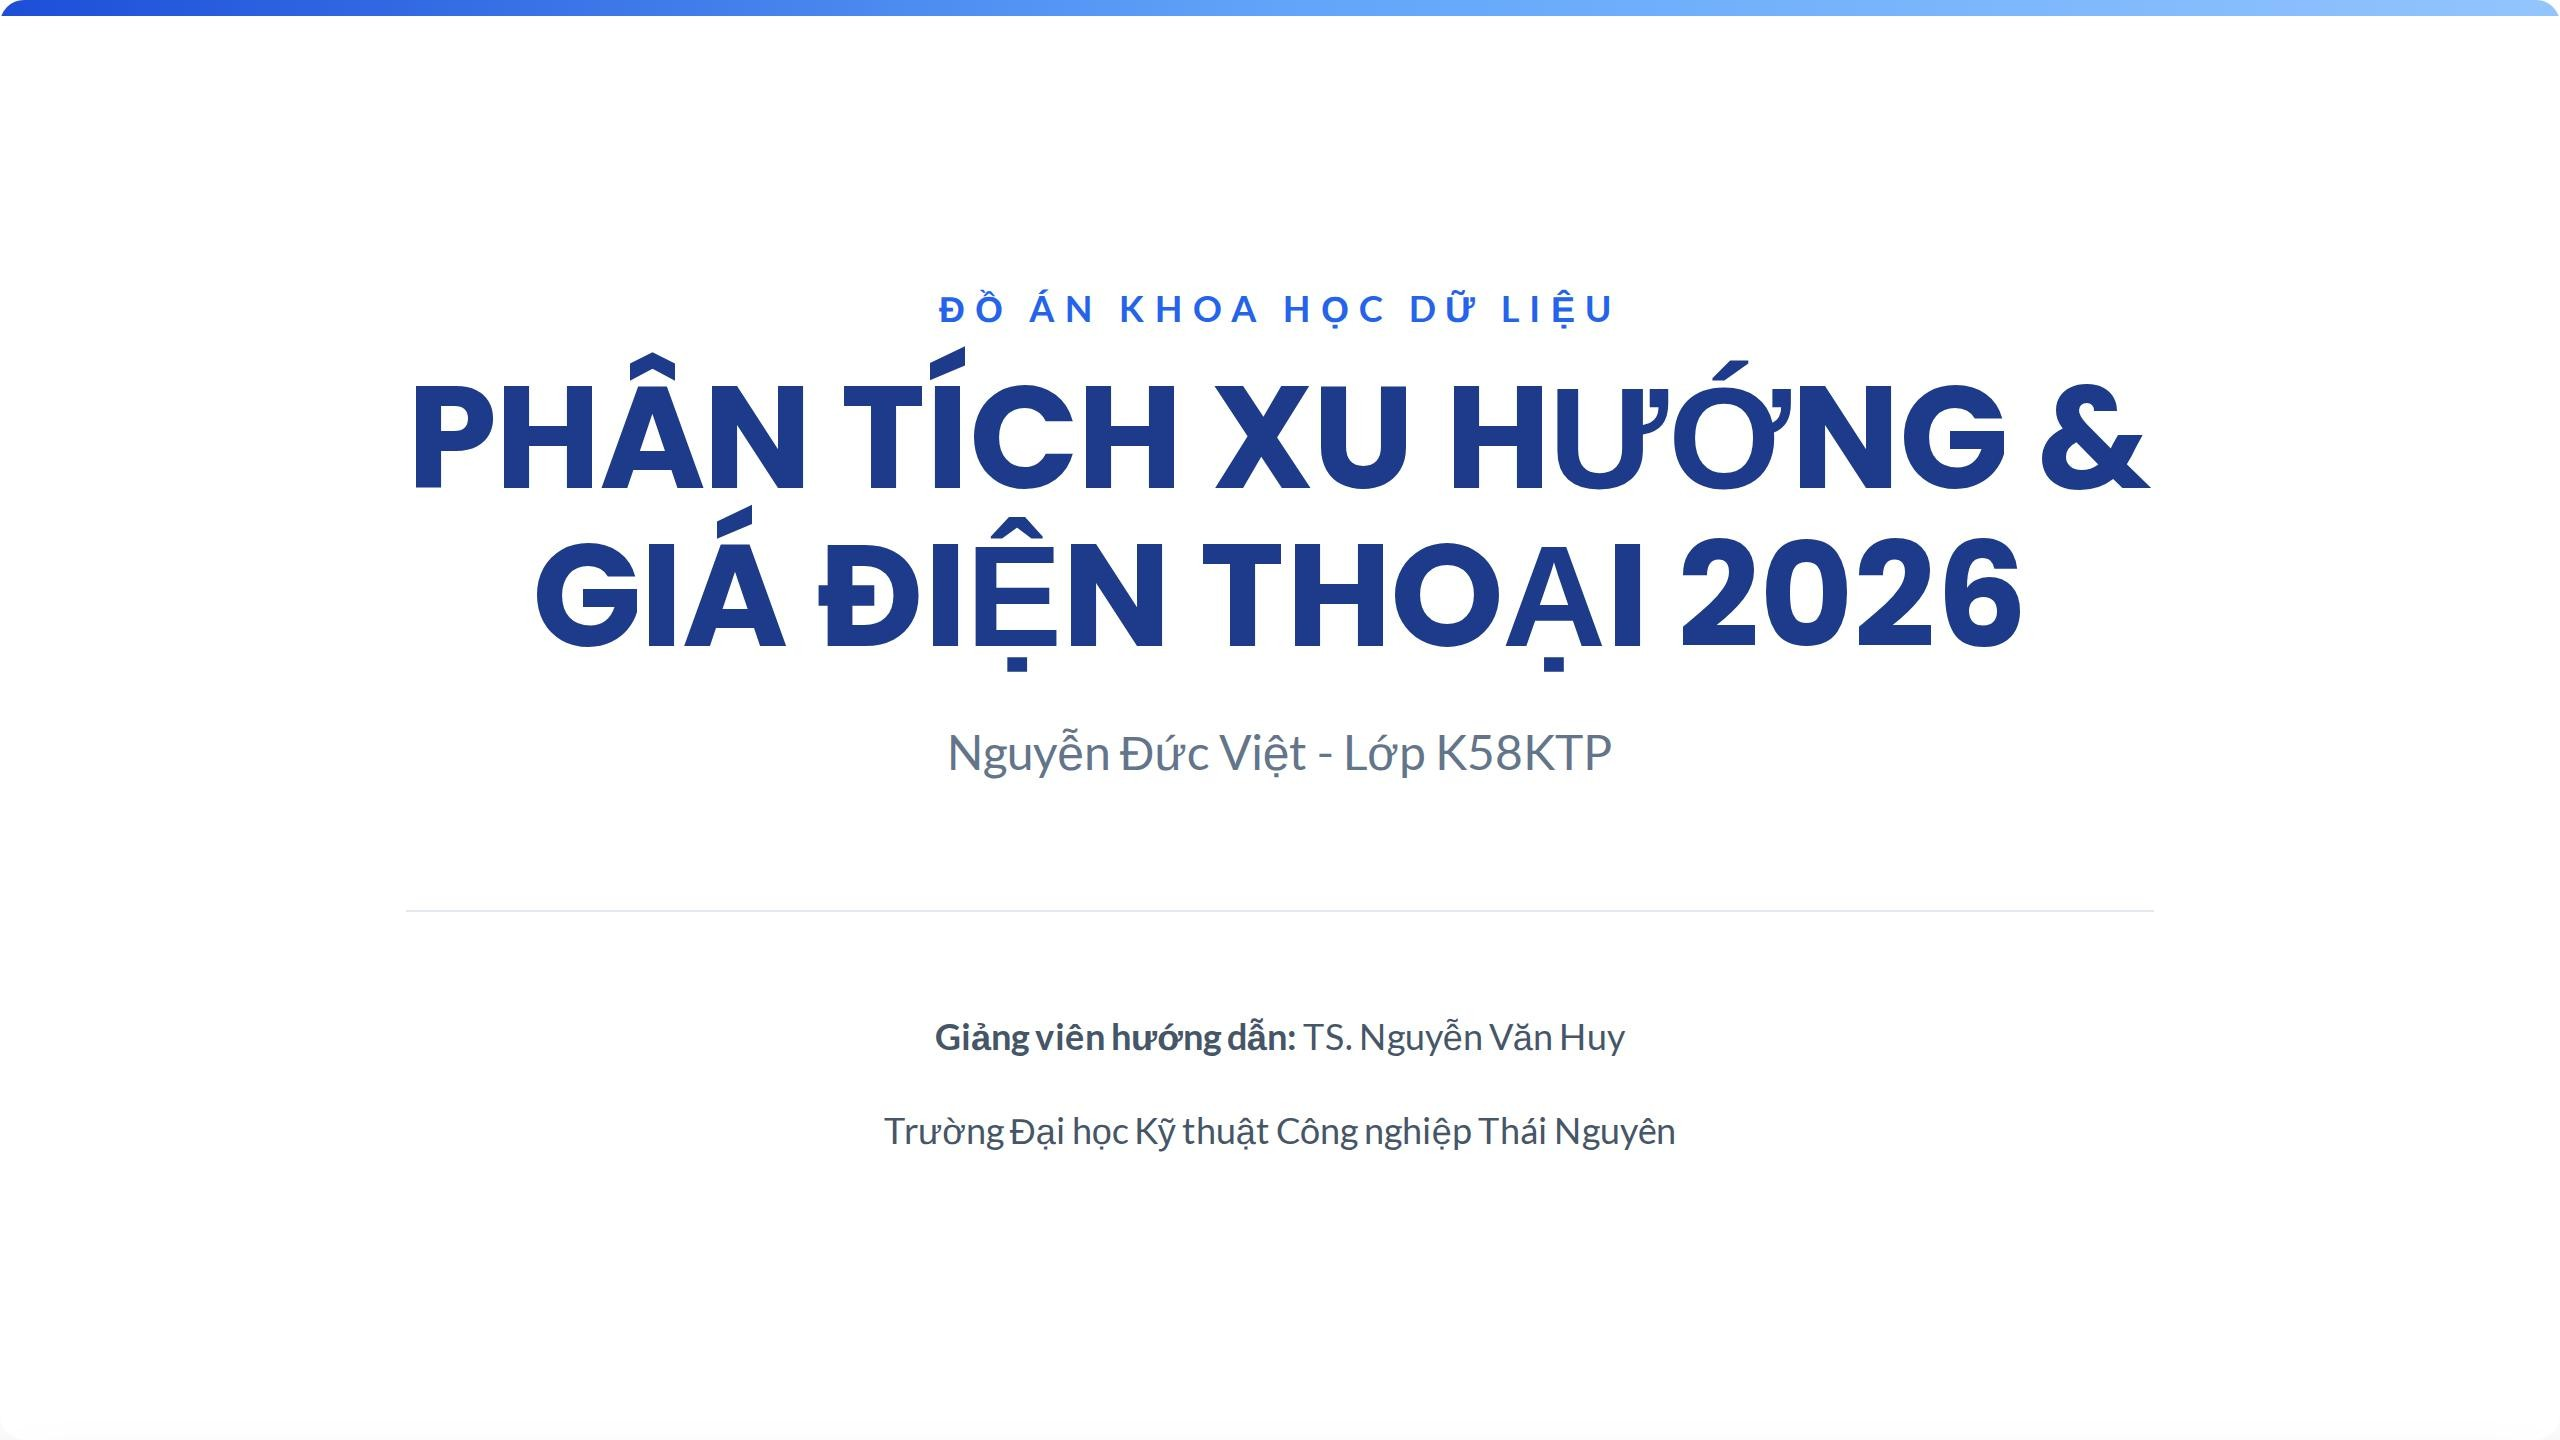 ĐỒ ÁN KHOA HỌC DỮ LIỆU
PHÂN TÍCH XU HƯỚNG &
GIÁ ĐIỆN THOẠI 2026
Nguyễn Đức Việt - Lớp K58KTP
Giảng viên hướng dẫn: TS. Nguyễn Văn Huy
Trường Đại học Kỹ thuật Công nghiệp Thái Nguyên